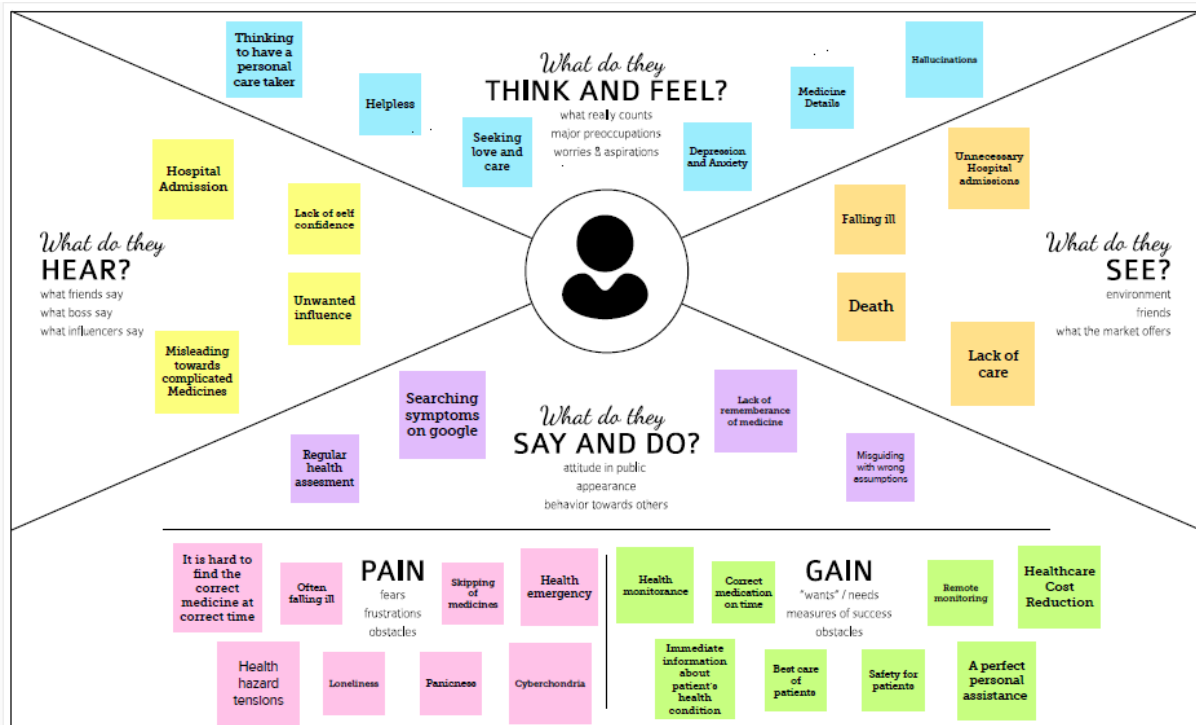 Thinking
to have a
personal
care taker
Helpless
Seeking
love and
care
What do they
THINK AND FEEL?
what really counts
major preoccupations
worries & aspirations
Depression
and Anxiety
Medicine
Details
Hallucinations
What do they
HEAR?
what friends say
what boss say
what influencers say
Hospital
Admission
Lack of self
confidence
Unwanted
influence
Misleading
towards
complicated
Medicines
What do they
SEE?
environment
friends
what the market offers
Unnecessary
Hospital
admissions
Falling ill
Death
Lack of
care
What do they
SAY AND DO?
attitude in public
appearance
behavior towards others
Searching
symptoms
on google
Regular
health
assesment
Lack of
rememberance
of medicine
Misguiding
with wrong
assumptions
PAIN
fears
frustrations
obstacles
It is hard to
find the
correct
medicine at
correct time
Often
falling ill
Skipping
of
medicines
Health
emergency
Health
hazard
tensions
Loneliness
Panicness
Cyberchondria
GAIN
"wants" / needs
measures of success
obstacles
Health
monitorance
Correct
medication
on time
Remote
monitoring
Healthcare
Cost
Reduction
Immediate
information
about
patient's
health
condition
Best care
of
patients
Safety for
patients
A perfect
personal
assistance